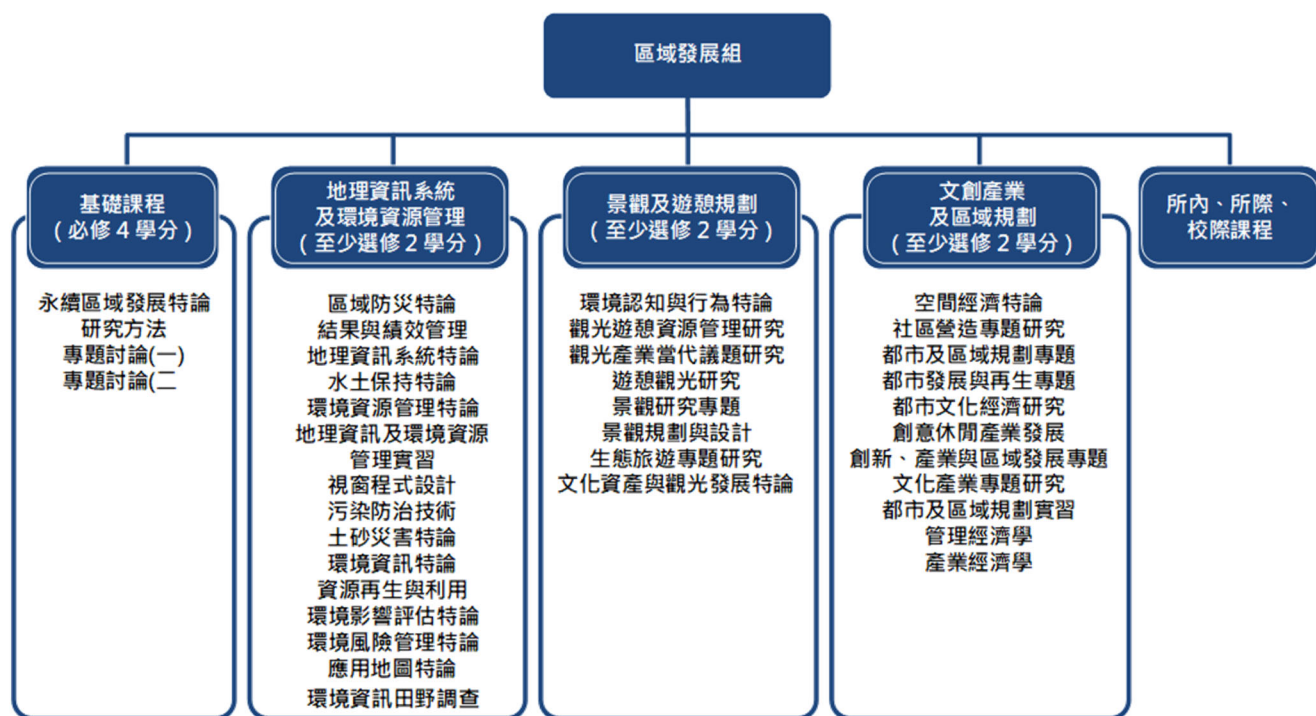 區域發展組
基礎課程
（必修４學分）
永續區域發展特論
研究方法
專題討論(一)
專題討論(二
地理資訊系統
及環境資源管理
（至少選修２學分）
區域防災特論
結果與績效管理
地理資訊系統特論
水土保持特論
環境資源管理特論
地理資訊及環境資源
管理實習
視窗程式設計
污染防治技術
土砂災害特論
環境資訊特論
資源再生與利用
環境影響評估特論
環境風險管理特論
應用地圖特論
環境資訊田野調查
景觀及遊憩規劃
（至少選修２學分）
環境認知與行為特論
觀光遊憩資源管理研究
觀光產業當代議題研究
遊憩觀光研究
景觀研究專題
景觀規劃與設計
生態旅遊專題研究
文化資產與觀光發展特論
文創產業
及區域規劃
（至少選修２學分）
空間經濟特論
社區營造專題研究
都市及區域規劃專題
都市發展與再生專題
都市文化經濟研究
創意休閒產業發展
創新、產業與區域發展專題
文化產業專題研究
都市及區域規劃實習
管理經濟學
產業經濟學
所內、所際、
校際課程